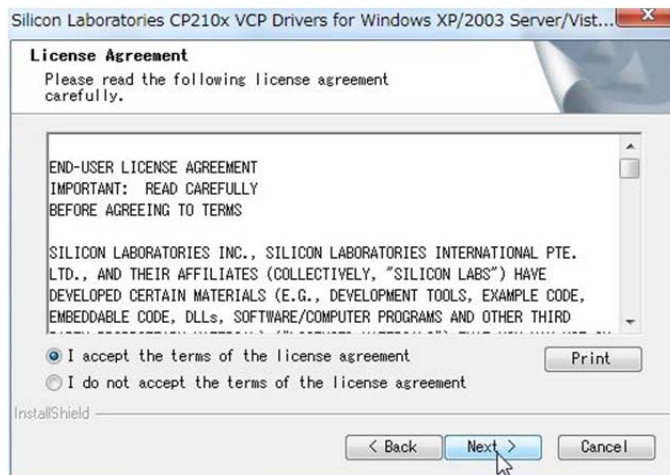 Silicon Laboratories CP210x VCP Drivers for Windows XP/2003 Server/Vist...
License Agreement
Please read the following license agreement
carefully.
END-USER LICENSE AGREEMENT
IMPORTANT: READ CAREFULLY
BEFORE AGREEING TO TERMS
SILICON LABORATORIES INC., SILICON LABORATORIES INTERNATIONAL PTE.
LTD., AND THEIR AFFILIATES (COLLECTIVELY, "SILICON LABS") HAVE
DEVELOPED CERTAIN MATERIALS (E.G., DEVELOPMENT TOOLS, EXAMPLE CODE,
EMBEDDABLE CODE, DLLs, SOFTWARE/COMPUTER PROGRAMS AND OTHER THIRD
I accept the terms of the license agreement
Print
I do not accept the terms of the license agreement
InstallShield
< Back
Next >
Cancel